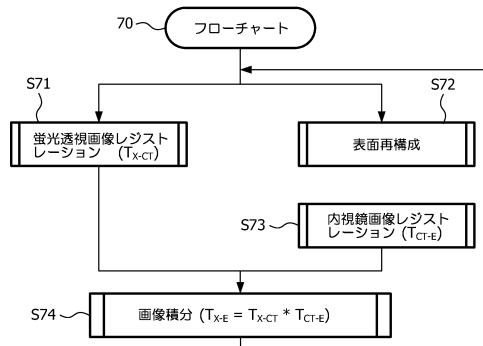 70
フローチャート
S71
S72
蛍光透視画像レジスト
レーション (TX-CT)
表面再構成
S73
内視鏡画像レジスト
レーション (TCT-E)
S74
画像積分 (TX-E = TX-CT * TCT-E)